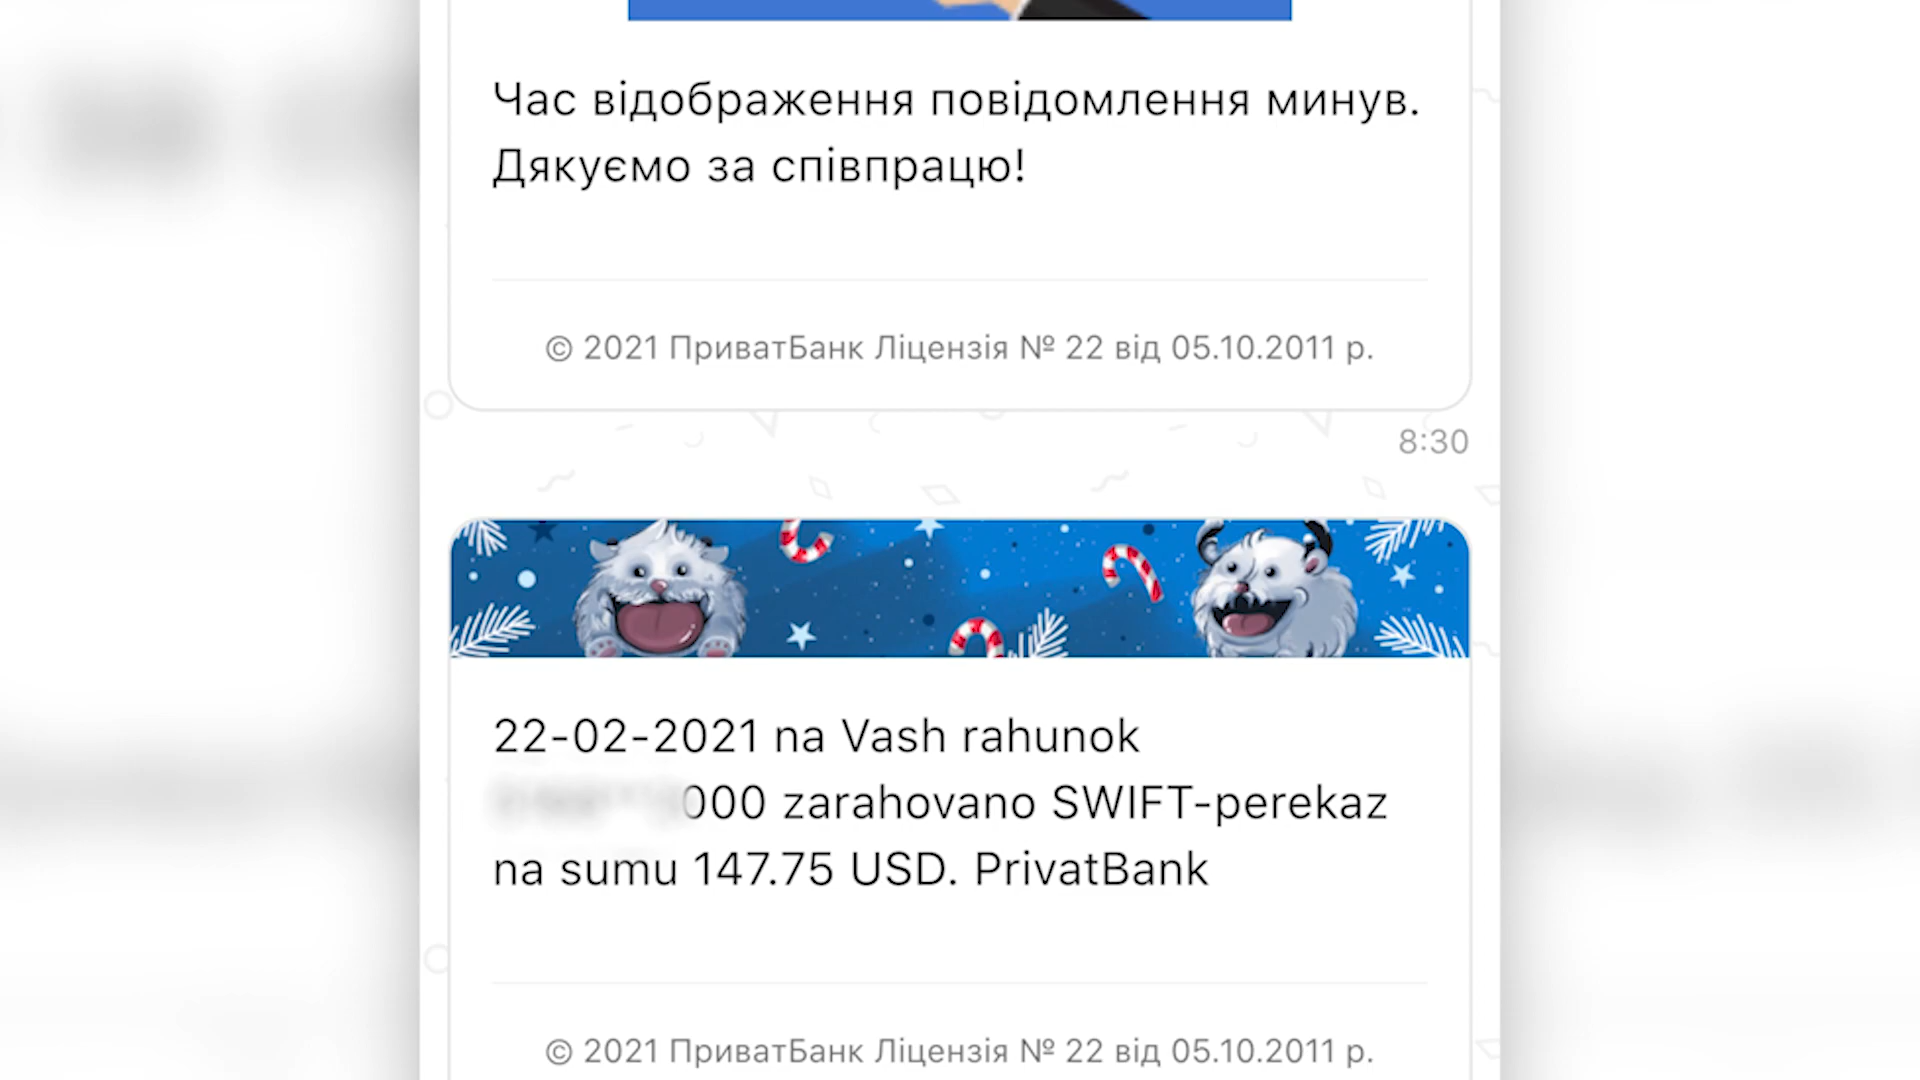 Час відображення повідомлення минув.
Дякуємо за співпрацю!
© 2021 ПриватБанк Ліцензія № 22 від 05.10.2011 р.
8:30
22-02-2021 na Vash rahunok
000 zarahovano SWIFT-perekaz
na sumu 147.75 USD. PrivatBank
© 2021 ПриватБанк Ліцензія № 22 від 05.10.2011 р.